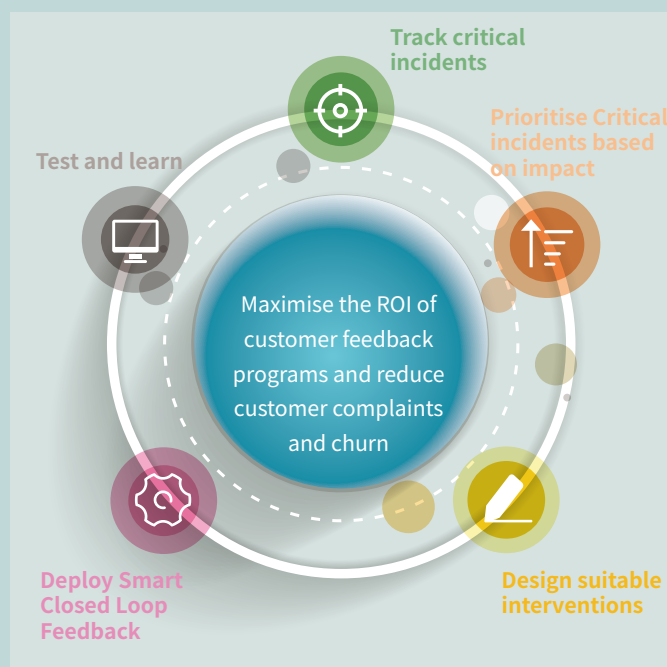 Track critical
incidents
Prioritise Critical
incidents based
on impact
Test and learn
Maximise the ROI of
customer feedback
programs and reduce
customer complaints
and churn
Deploy Smart
Closed Loop
Feedback
Design suitable
interventions